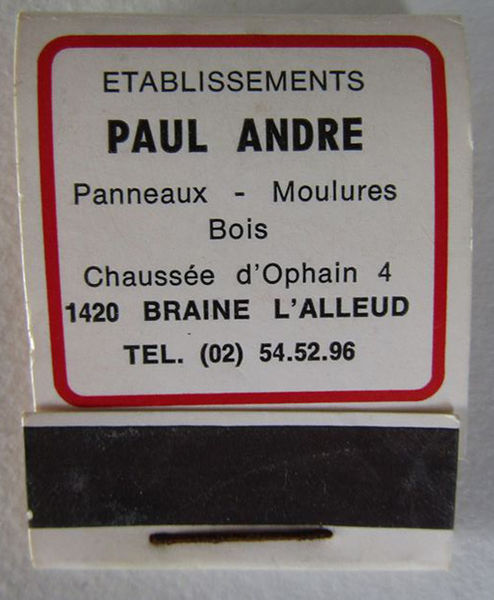 ETABLISSEMENTS
PAUL ANDRE
Panneaux - Moulures
Bois
Chaussée d'Ophain 4
1420 BRAINE L'ALLEUD
TEL. (02) 54.52.96